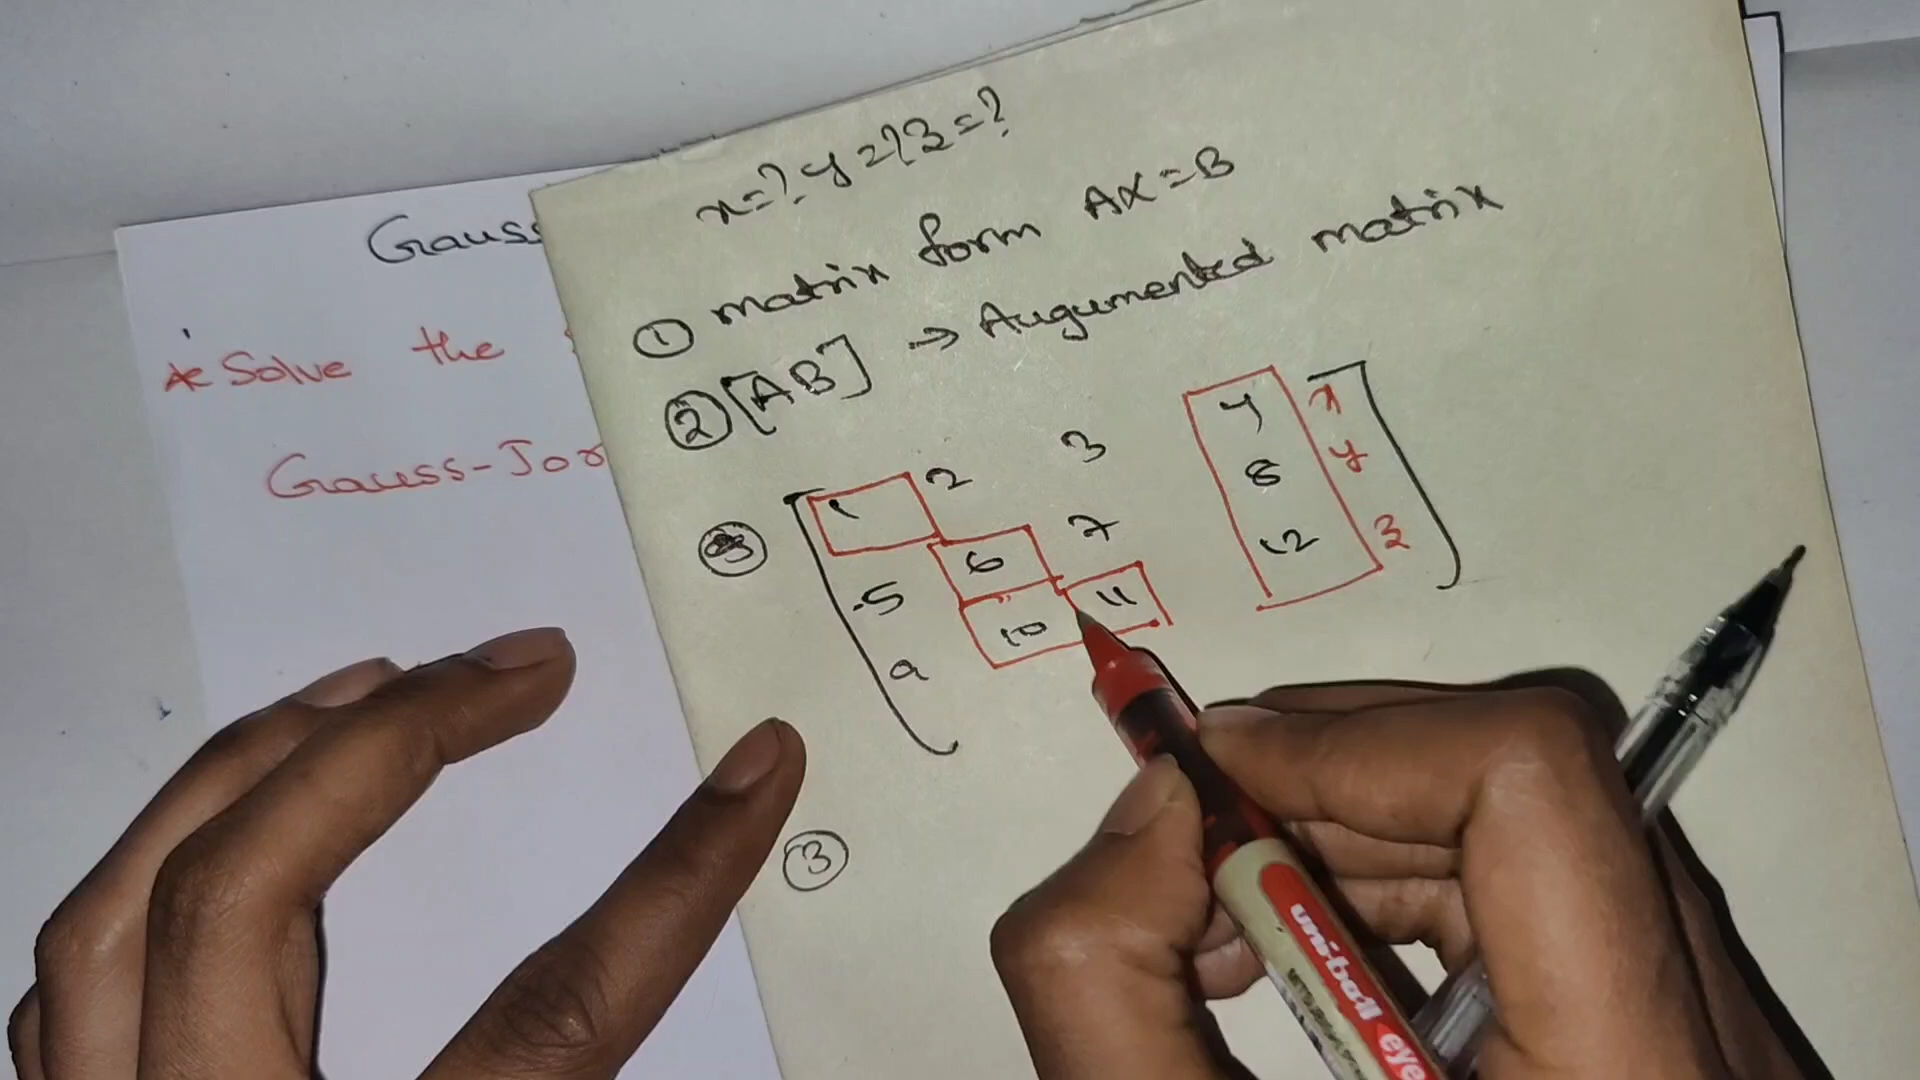 Gauss
* Solve the
Gauss-Jor
x=? y=? z=?
① matrix form AX=B
② [AB] → Augumented matrix
1 2 3 4 x
5 6 7 8 y
9 10 11 12 z
③
uni-ball eye